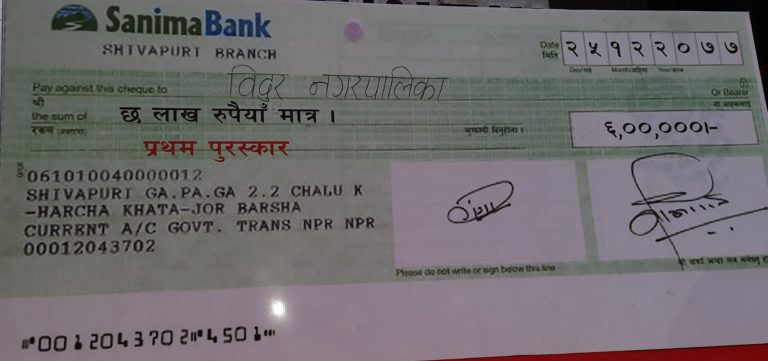 SanimaBank
SHIVAPURI BRANCH
Date
मिति
२ ५ १ २ २ ० ७ ७
Pay against this cheque to विदुर नगरपालिका Or Bearer
श्री
the sum of छ लाख रुपैयाँ मात्र ।
रकम
६,००,०००।-
प्रथम पुरस्कार
061010040000012
SHIVAPURI GA.PA.GA 2.2 CHALU K
-HARCHA KHATA-JOR BARSHA
CURRENT A/C GOVT. TRANS NPR NPR
00012043702
Please do not write or sign below this line
⑈0012043702⑈4501⑈